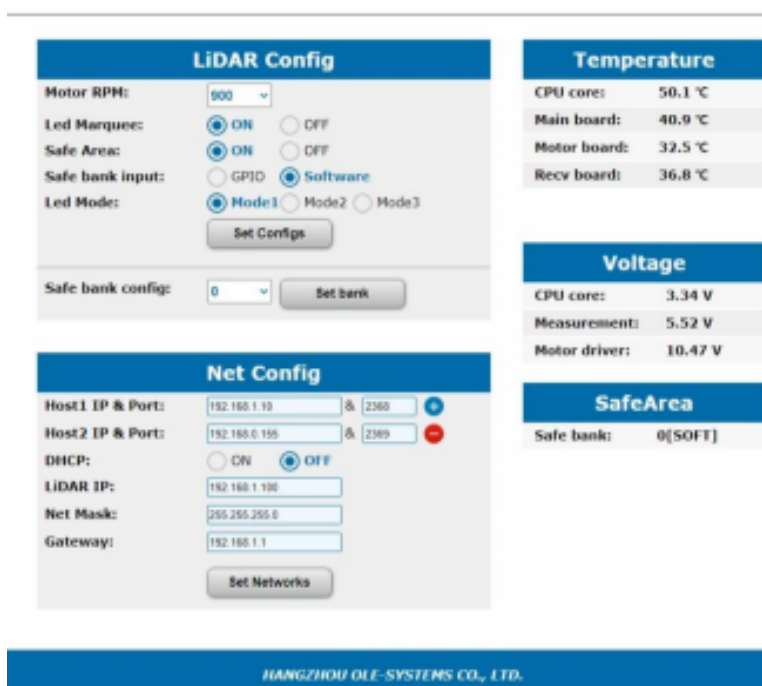 LiDAR Config
Motor RPM: 900
Led Marquee: ON OFF
Safe Area: ON OFF
Safe bank input: GPIO Software
Led Mode: Mode1 Mode2 Mode3
Set Configs
Safe bank config: 0 Set bank
Net Config
Host1 IP & Port: 192.168.1.10 & 2368
Host2 IP & Port: 192.168.0.155 & 2369
DHCP: ON OFF
LiDAR IP: 192.168.1.100
Net Mask: 255.255.255.0
Gateway: 192.168.1.1
Set Networks
Temperature
CPU core: 50.1 ℃
Main board: 40.9 ℃
Motor board: 32.5 ℃
Recv board: 36.8 ℃
Voltage
CPU core: 3.34 V
Measurement: 5.52 V
Motor driver: 10.47 V
SafeArea
Safe bank: 0[SOFT]
HANGZHOU OLE-SYSTEMS CO., LTD.